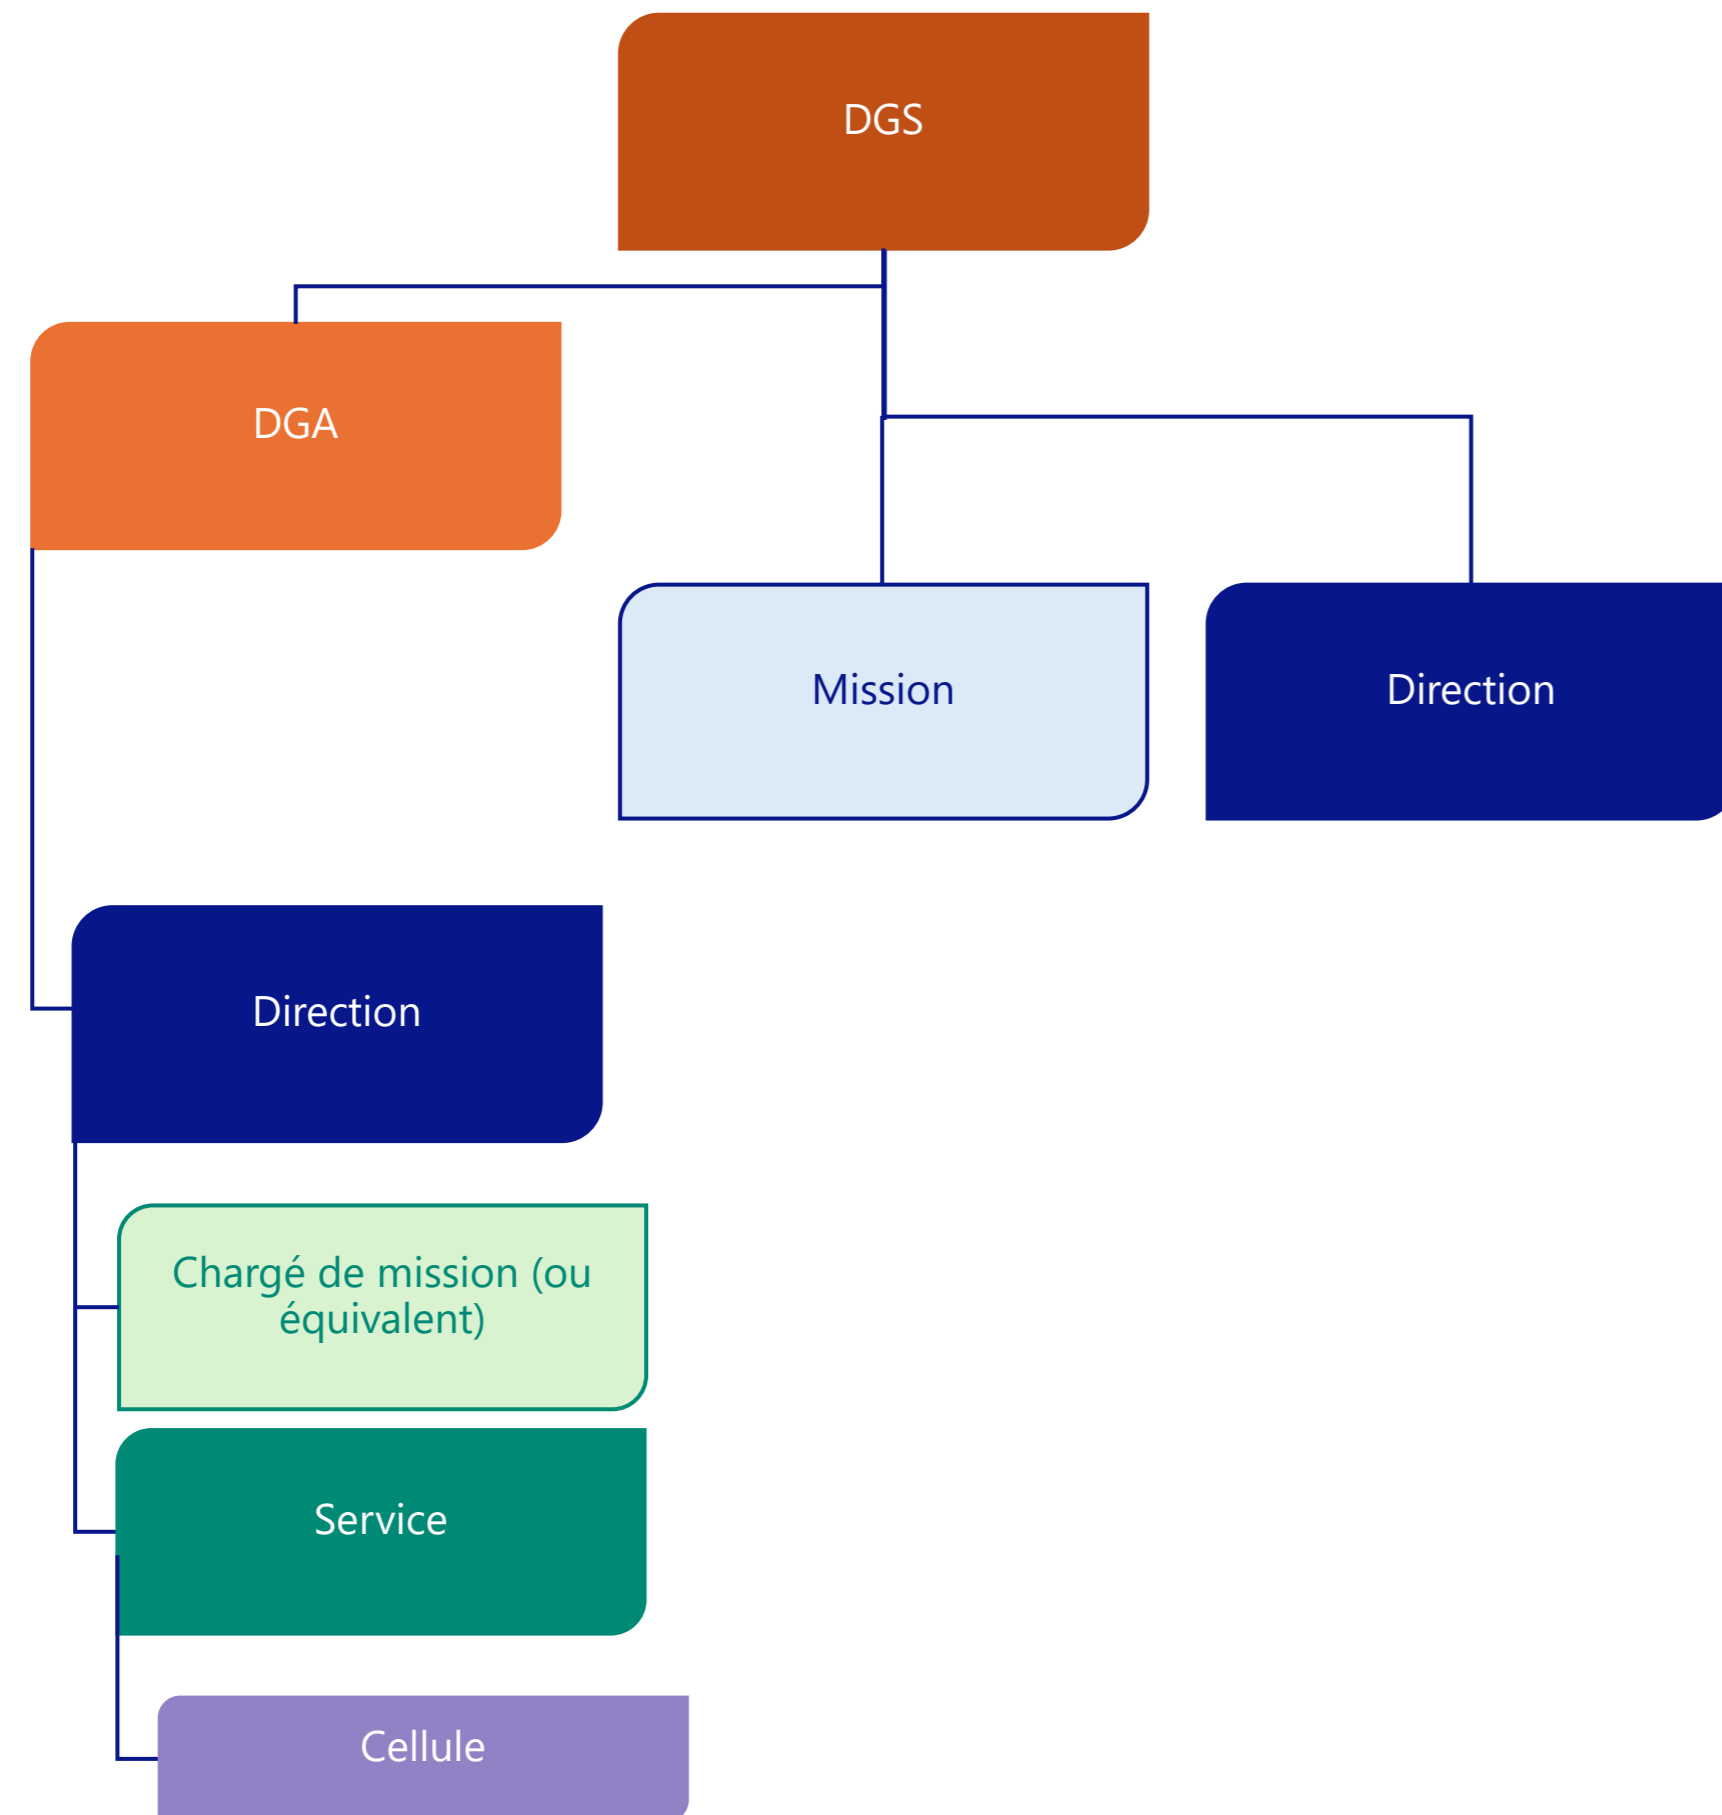 DGS
DGA
Mission
Direction
Direction
Chargé de mission (ou
équivalent)
Service
Cellule